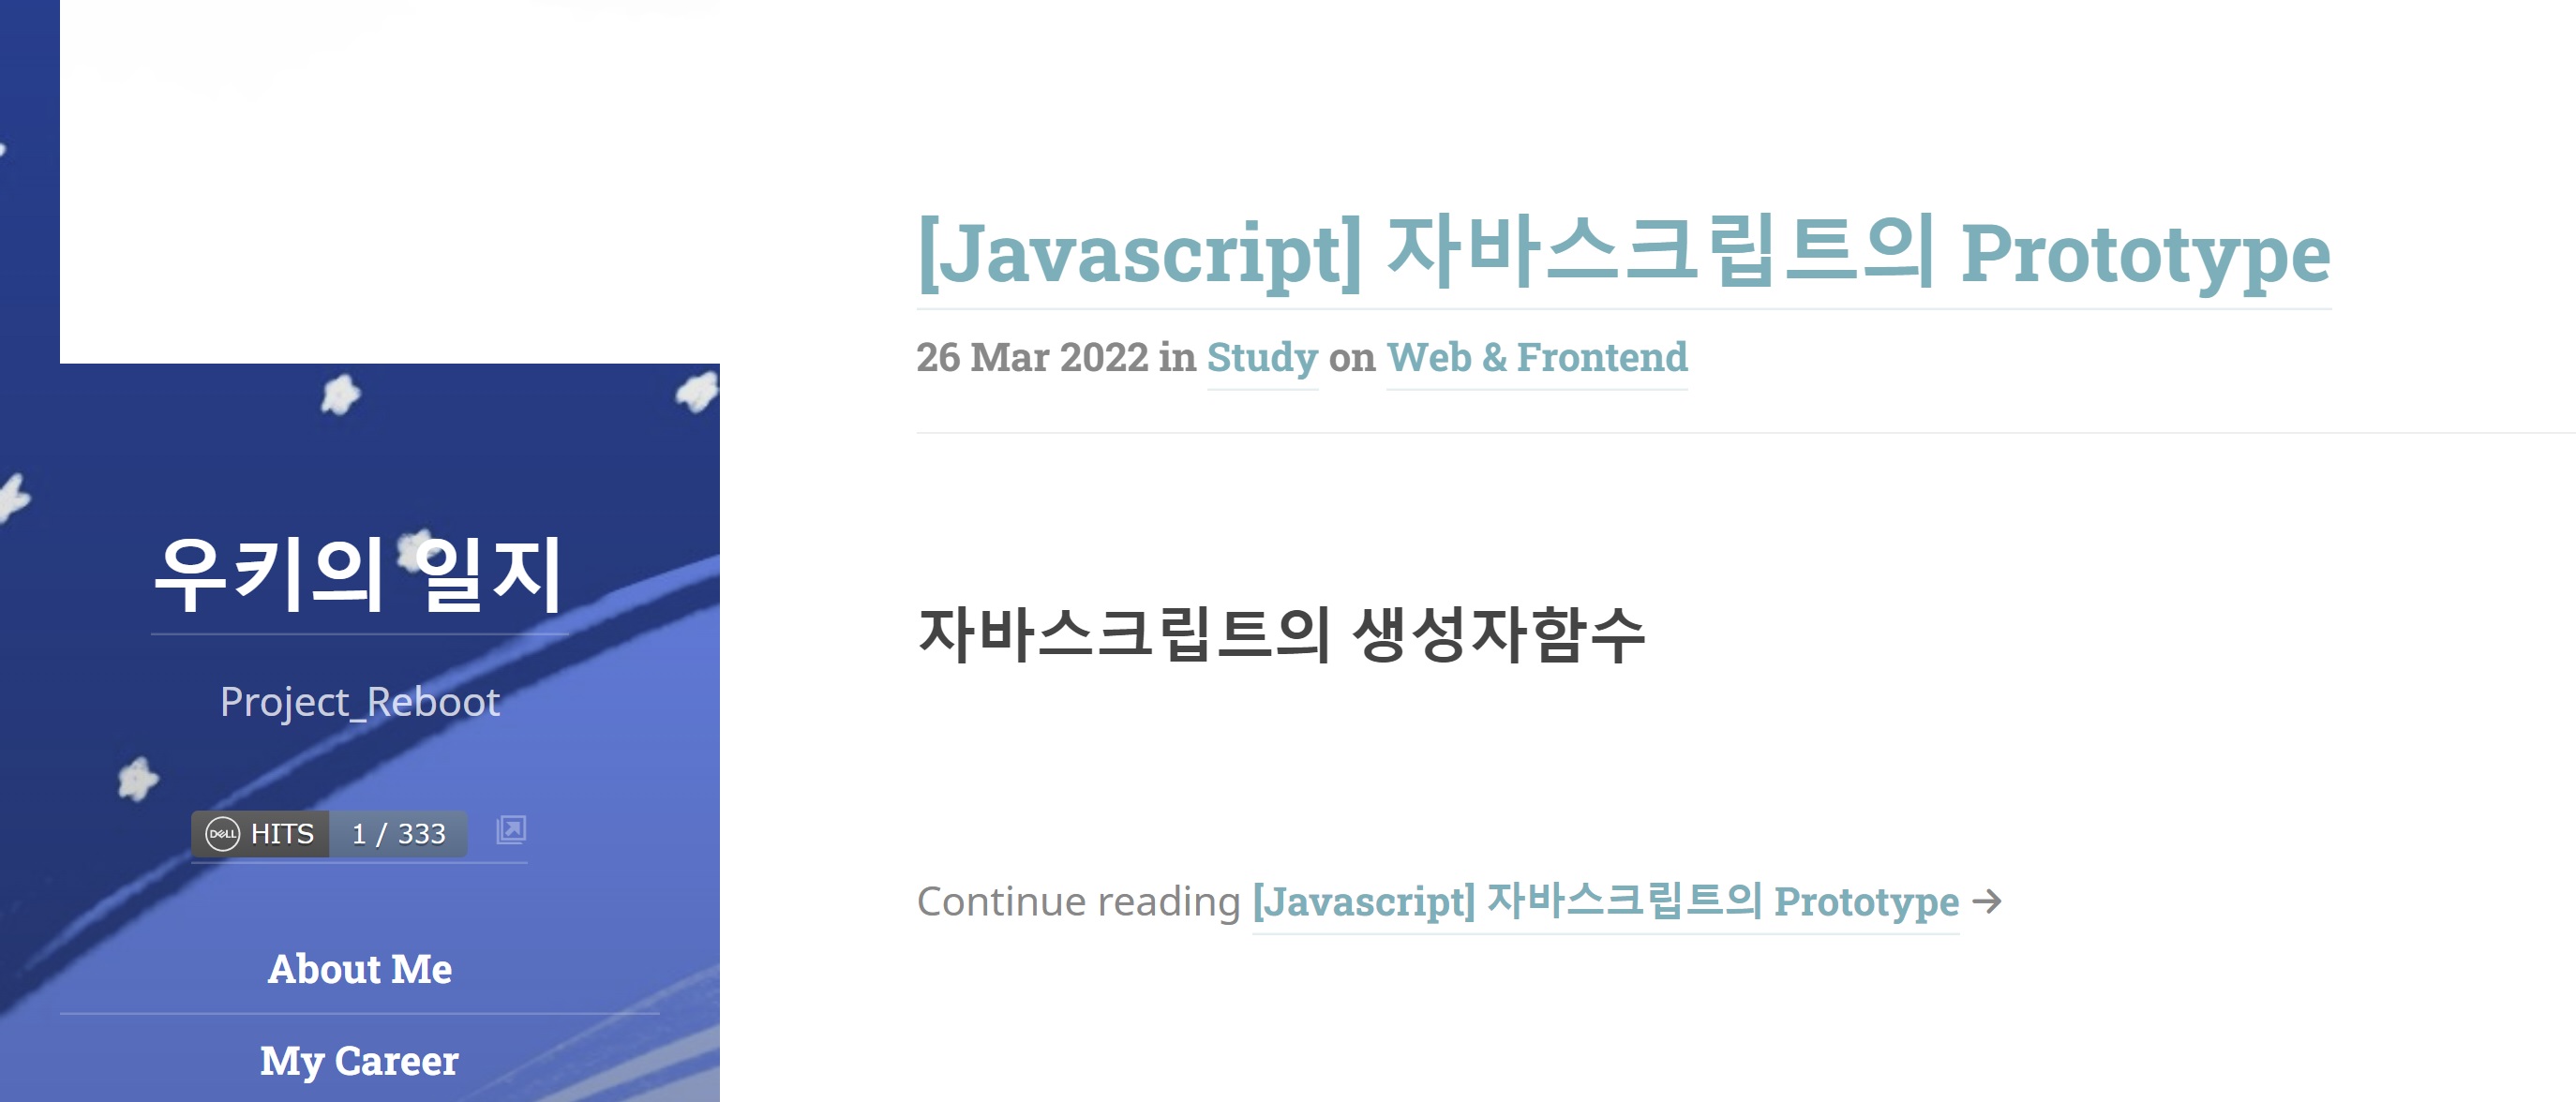 우키의 일지
Project_Reboot
DELL HITS 1 / 333
About Me
My Career
[Javascript] 자바스크립트의 Prototype
26 Mar 2022 in Study on Web & Frontend
자바스크립트의 생성자함수
Continue reading [Javascript] 자바스크립트의 Prototype →